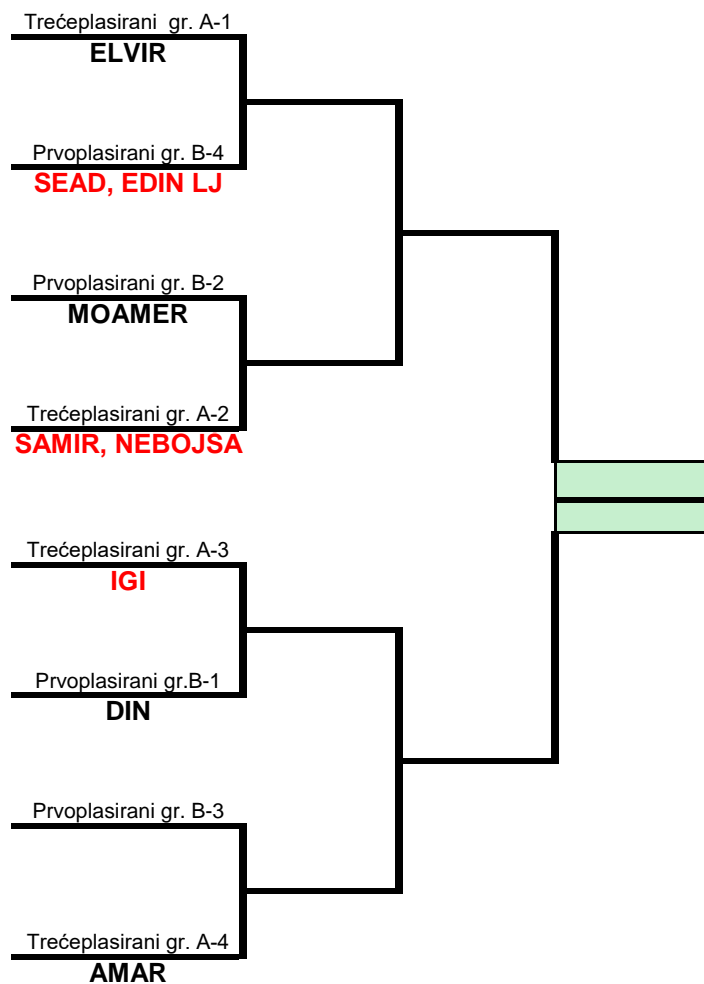 Trećeplasirani  gr. A-1
ELVIR
Prvoplasirani gr. B-4
SEAD, EDIN LJ
Prvoplasirani gr. B-2
MOAMER
Trećeplasirani gr. A-2
SAMIR, NEBOJŠA
Trećeplasirani gr. A-3
IGI
Prvoplasirani gr.B-1
DIN
Prvoplasirani gr. B-3
Trećeplasirani gr. A-4
AMAR